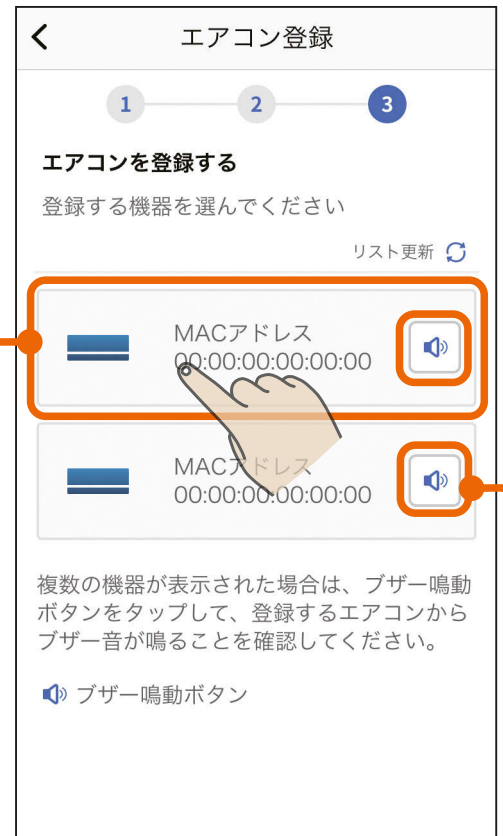 エアコン登録
1 2 3
エアコンを登録する
登録する機器を選んでください
リスト更新
MACアドレス
00:00:00:00:00:00
MACアドレス
00:00:00:00:00:00
複数の機器が表示された場合は、ブザー鳴動
ボタンをタップして、登録するエアコンから
ブザー音が鳴ることを確認してください。
ブザー鳴動ボタン